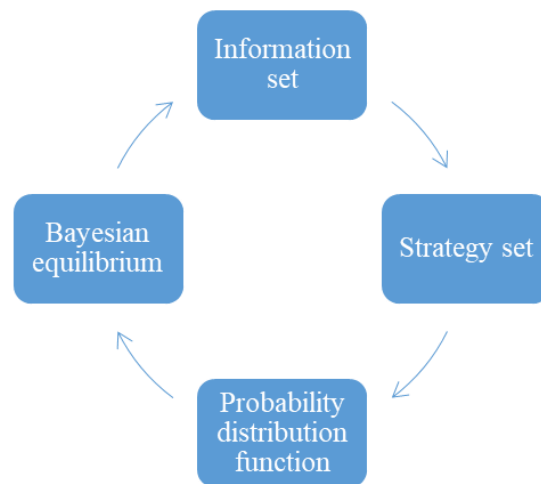 Information
set
Strategy set
Probability
distribution
function
Bayesian
equilibrium